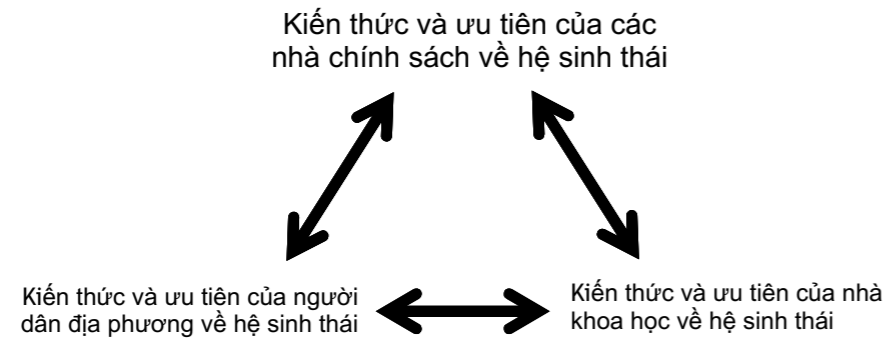 Kiến thức và ưu tiên của các
nhà chính sách về hệ sinh thái
Kiến thức và ưu tiên của người
dân địa phương về hệ sinh thái
Kiến thức và ưu tiên của nhà
khoa học về hệ sinh thái